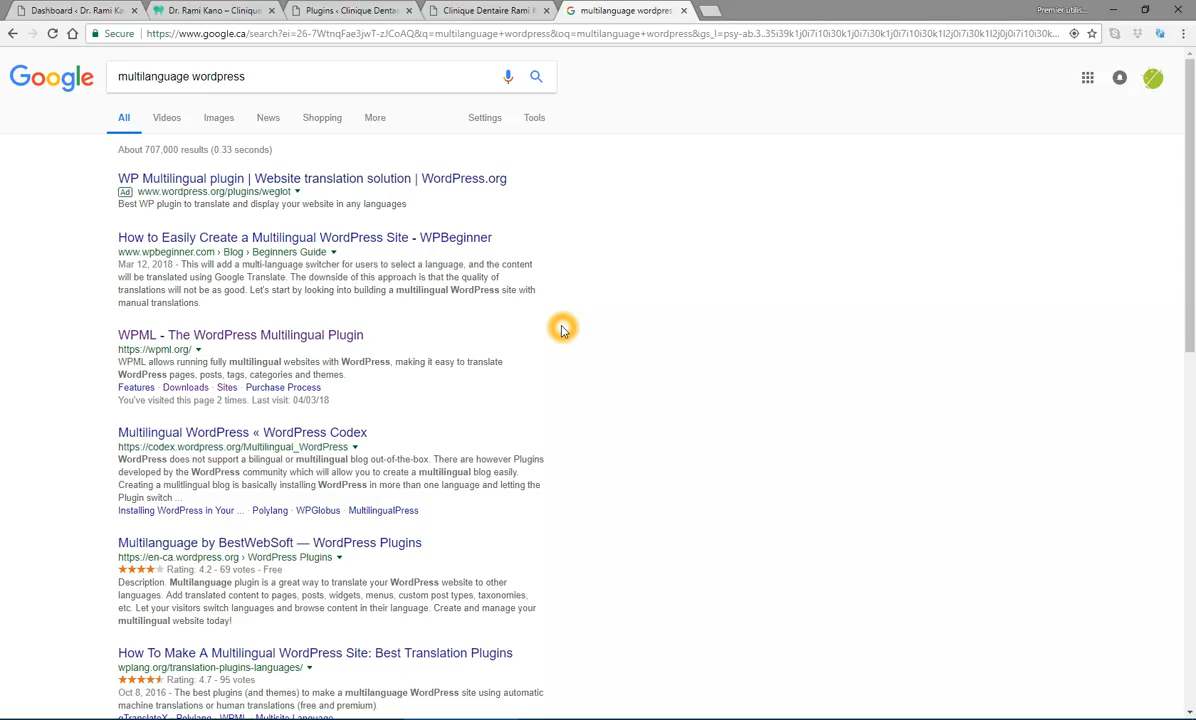 Dashboard ‹ Dr. Rami Ka
Dr. Rami Kano – Clinique
Plugins ‹ Clinique Dentai
Clinique Dentaire Rami K
multilanguage wordpress
Premier utilis...
Secure
https://www.google.ca/search?ei=26-7WtnqFae3jwT-zJCoAQ&q=multilanguage+wordpress&oq=multilanguage+wordpress&gs_l=psy-ab.3..35i39k1j0i7i10i30k1j0i7i30k1j0i7i10i30k1l2j0j0i7i10i30k1l2j0j0i7i10i30k...
Google
multilanguage wordpress
All Videos Images News Shopping More Settings Tools
About 707,000 results (0.33 seconds)
WP Multilingual plugin | Website translation solution | WordPress.org
Ad www.wordpress.org/plugins/weglot
Best WP plugin to translate and display your website in any languages
How to Easily Create a Multilingual WordPress Site - WPBeginner
www.wpbeginner.com › Blog › Beginners Guide
Mar 12, 2018 - This will add a multi-language switcher for users to select a language, and the content
will be translated using Google Translate. The downside of this approach is that the quality of
translations will not be as good. Let's start by looking into building a multilingual WordPress site with
manual translations.
WPML - The WordPress Multilingual Plugin
https://wpml.org/
WPML allows running fully multilingual websites with WordPress, making it easy to translate
WordPress pages, posts, tags, categories and themes.
Features · Downloads · Sites · Purchase Process
You've visited this page 2 times. Last visit: 04/03/18
Multilingual WordPress « WordPress Codex
https://codex.wordpress.org/Multilingual_WordPress
WordPress does not support a bilingual or multilingual blog out-of-the-box. There are however Plugins
developed by the WordPress community which will allow you to create a multilingual blog easily.
Creating a mulitlingual blog is basically installing WordPress in more than one language and letting the
Plugin switch ...
Installing WordPress in Your ... · Polylang · WPGlobus · MultilingualPress
Multilanguage by BestWebSoft — WordPress Plugins
https://en-ca.wordpress.org › WordPress Plugins
Rating: 4.2 - 69 votes - Free
Description. Multilanguage plugin is a great way to translate your WordPress website to other
languages. Add translated content to pages, posts, widgets, menus, custom post types, taxonomies,
etc. Let your visitors switch languages and browse content in their language. Create and manage your
multilingual website today!
How To Make A Multilingual WordPress Site: Best Translation Plugins
wplang.org/translation-plugins-languages/
Rating: 4.7 - 95 votes
Oct 8, 2016 - The best plugins (and themes) to make a multilanguage WordPress site using automatic
machine translations or human translations (free and premium).
qTranslateX · Polylang · WPML · Multisite Language